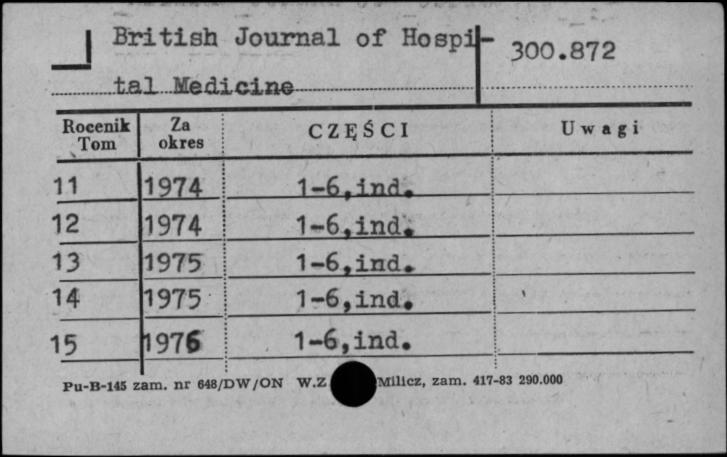 British Journal of Hospi-
tal Medicine
300.872
Rocenik Tom Za okres CZĘŚCI Uwagi
11 1974 1-6,ind.
12 1974 1-6,ind.
13 1975 1-6,ind.
14 1975 1-6,ind.
15 1976 1-6,ind.
Pu-B-145 zam. nr 648/DW/ON W.Z Milicz, zam. 417-83 290.000